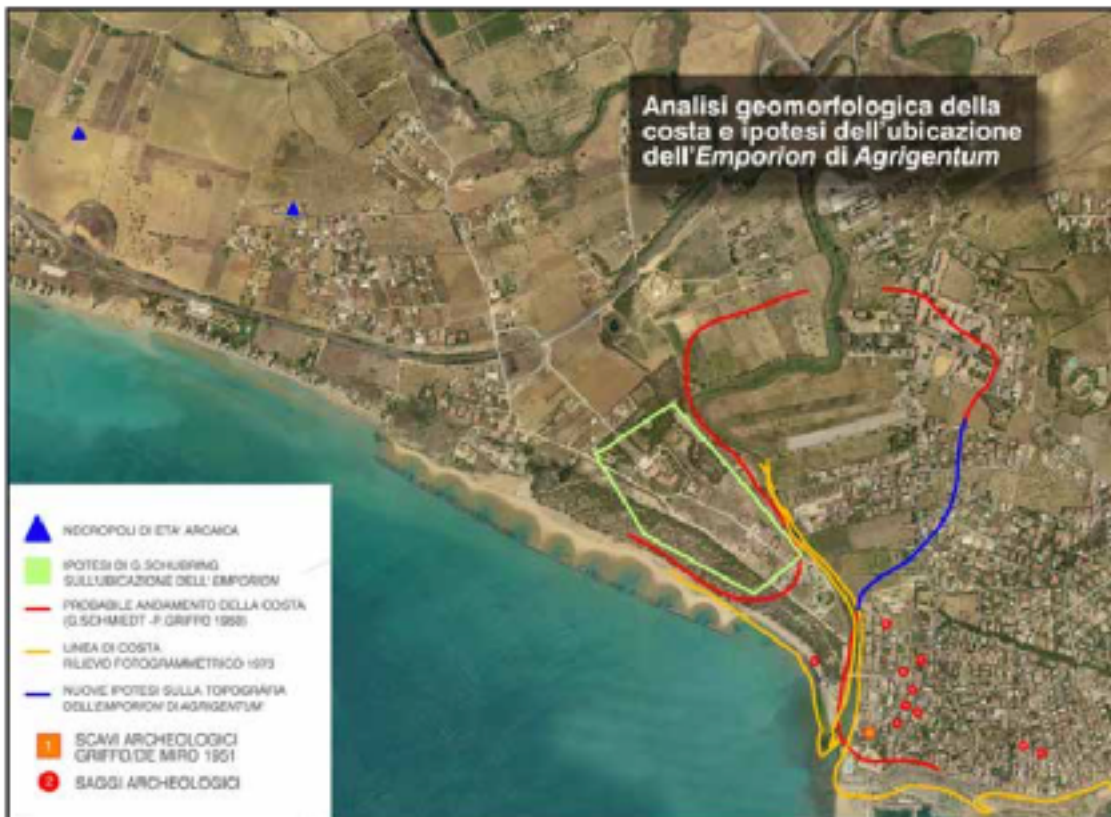 Analisi geomorfologica della
costa e ipotesi dell'ubicazione
dell'Emporion di Agrigentum
NECROPOLI DI ETA' ARCAICA
IPOTESI DI G.SCHUBRING
SULL'UBICAZIONE DELL' EMPORION
PROBABILE ANDAMENTO DELLA COSTA
(G.SCHMIEDT -P.GRIFFO 1958)
LINEA DI COSTA
RILIEVO FOTOGRAMMETRICO 1973
NUOVE IPOTESI SULLA TOPOGRAFIA
DELL'EMPORION DI AGRIGENTUM
1 SCAVI ARCHEOLOGICI
GRIFFO/DE MIRO 1951
2 SAGGI ARCHEOLOGICI